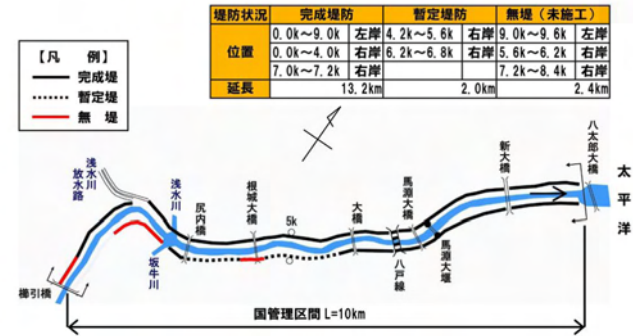 堤防状況 完成堤防 暫定堤防 無堤（未施工）
位置 0.0k～9.0k 左岸 4.2k～5.6k 右岸 9.0k～9.6k 左岸
0.0k～4.0k 右岸 6.2k～6.8k 右岸 5.6k～6.2k 右岸
7.0k～7.2k 右岸 7.2k～8.4k 右岸
延長 13.2km 2.0km 2.4km
【凡 例】
完成堤
暫定堤
無 堤
浅水川
放水路
浅水川
尻内橋
根城大橋
5k
大橋
馬淵大橋
新大橋
八太郎大橋
太平洋
櫛引橋
坂牛川
八戸線
馬淵大堰
国管理区間 L=10km